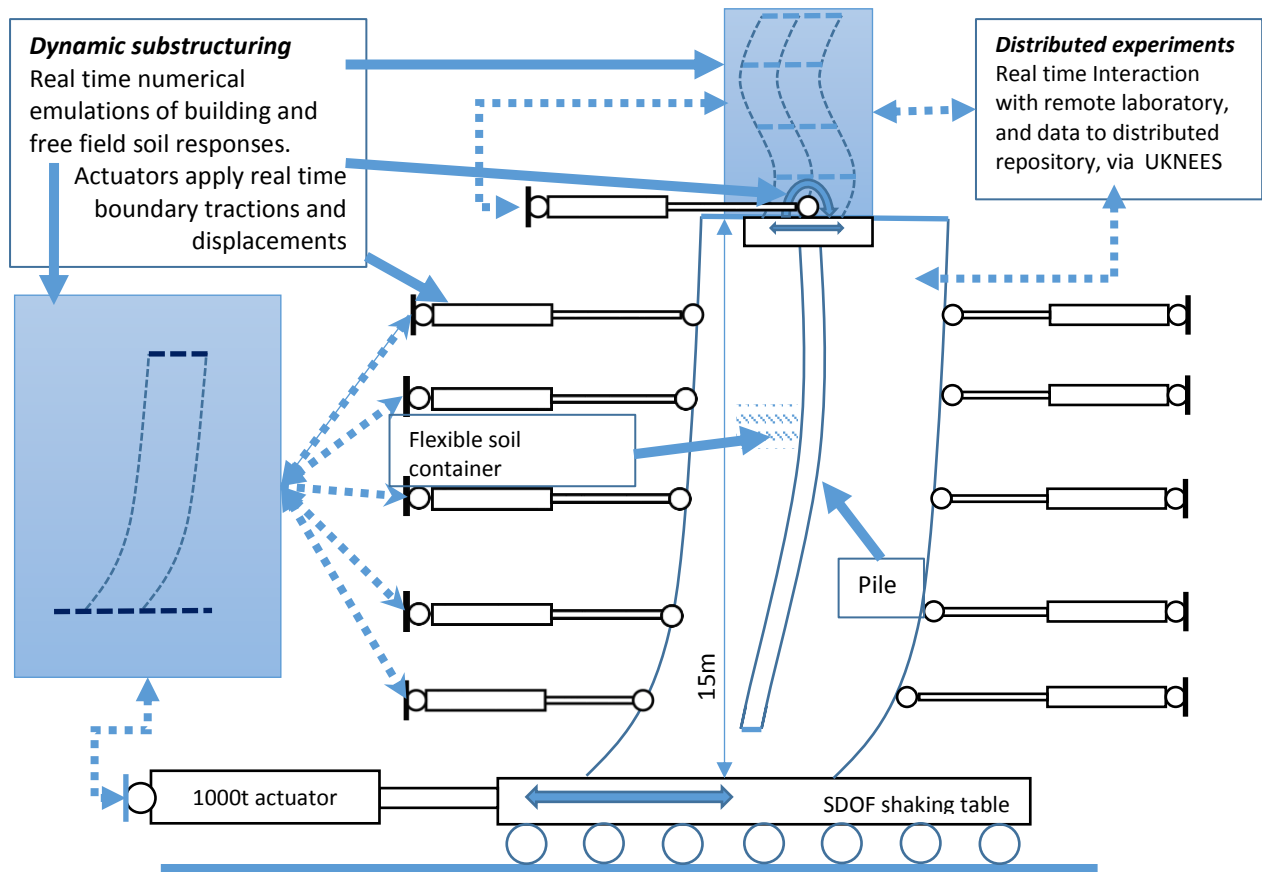 Dynamic substructuring
Real time numerical
emulations of building and
free field soil responses.
Actuators apply real time
boundary tractions and
displacements
Distributed experiments
Real time Interaction
with remote laboratory,
and data to distributed
repository, via UKNEES
Flexible soil
container
Pile
15m
1000t actuator
SDOF shaking table